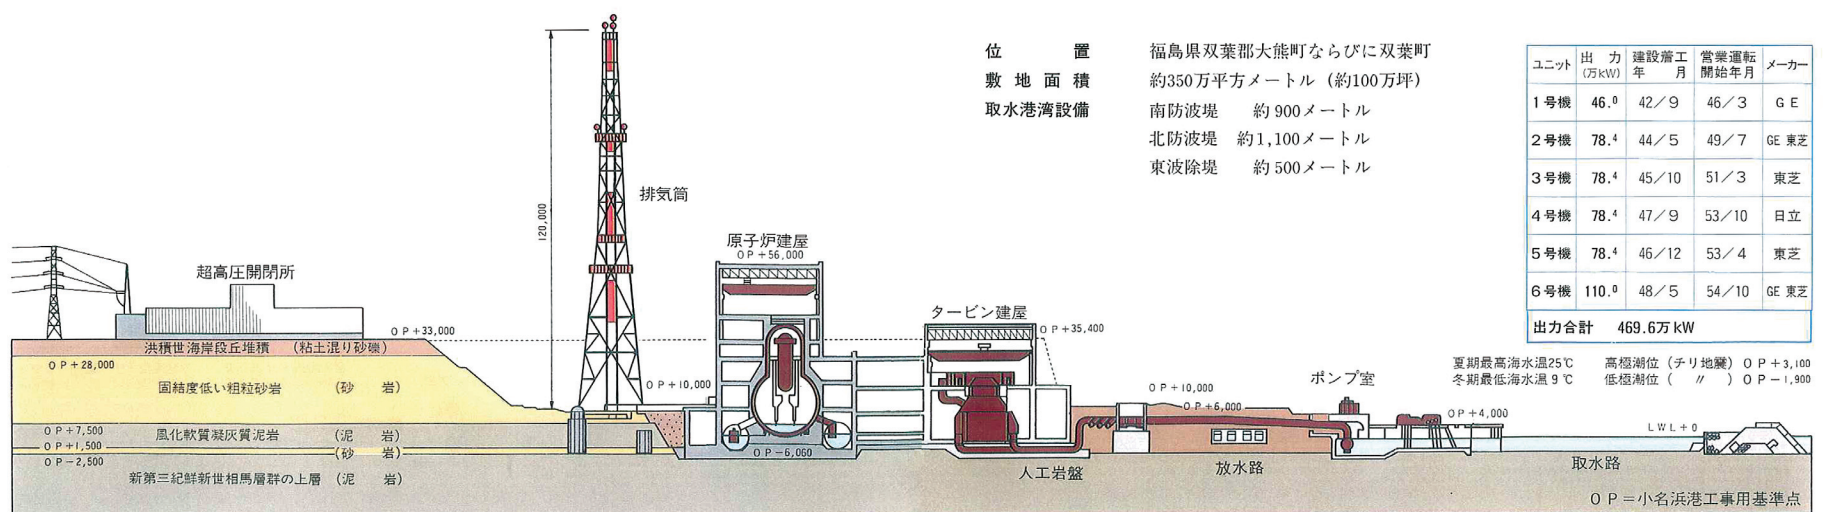 位　　　置　福島県双葉郡大熊町ならびに双葉町
敷地面積　約350万平方メートル（約100万坪）
取水港湾設備　南防波堤　約900メートル
北防波堤　約1,100メートル
東波除堤　約500メートル
ユニット　出　力（万kW）　建設着工年　月　営業運転開始年月　メーカー
1号機　46.0　42／9　46／3　GE
2号機　78.4　44／5　49／7　GE 東芝
3号機　78.4　45／10　51／3　東芝
4号機　78.4　47／9　53／10　日立
5号機　78.4　46／12　53／4　東芝
6号機　110.0　48／5　54／10　GE 東芝
出力合計　469.6万kW
夏期最高海水温25℃　高極潮位（チリ地震）OP+3,100
冬期最低海水温 9℃　低極潮位（　〃　）OP−1,900
120,000
排気筒
原子炉建屋
OP+56,000
超高圧開閉所
タービン建屋
OP+35,400
OP+33,000
洪積世海岸段丘堆積　（粘土混り砂礫）
OP+28,000
固結度低い粗粒砂岩　（砂　岩）
OP+10,000
OP+10,000
OP+6,000
ポンプ室
OP+4,000
LWL±0
OP+7,500
風化軟質凝灰質泥岩　（泥　岩）
OP+1,500
（砂　岩）
OP−2,500
OP−6,060
新第三紀鮮新世相馬層群の上層（泥　岩）
人工岩盤
放水路
取水路
OP＝小名浜港工事用基準点